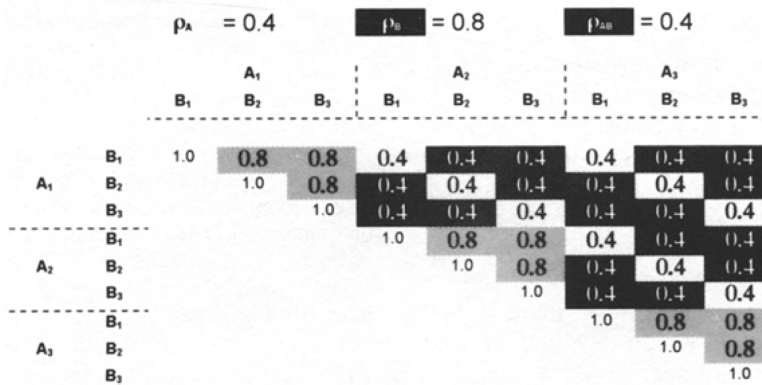 ρA = 0.4 ρB = 0.8 ρAB = 0.4
A1 A2 A3
B1 B2 B3 B1 B2 B3 B1 B2 B3
B1 1.0 0.8 0.8 0.4 0.4 0.4 0.4 0.4 0.4
A1 B2 1.0 0.8 0.4 0.4 0.4 0.4 0.4 0.4
B3 1.0 0.4 0.4 0.4 0.4 0.4 0.4
B1 1.0 0.8 0.8 0.4 0.4 0.4
A2 B2 1.0 0.8 0.4 0.4 0.4
B3 1.0 0.4 0.4 0.4
B1 1.0 0.8 0.8
A3 B2 1.0 0.8
B3 1.0